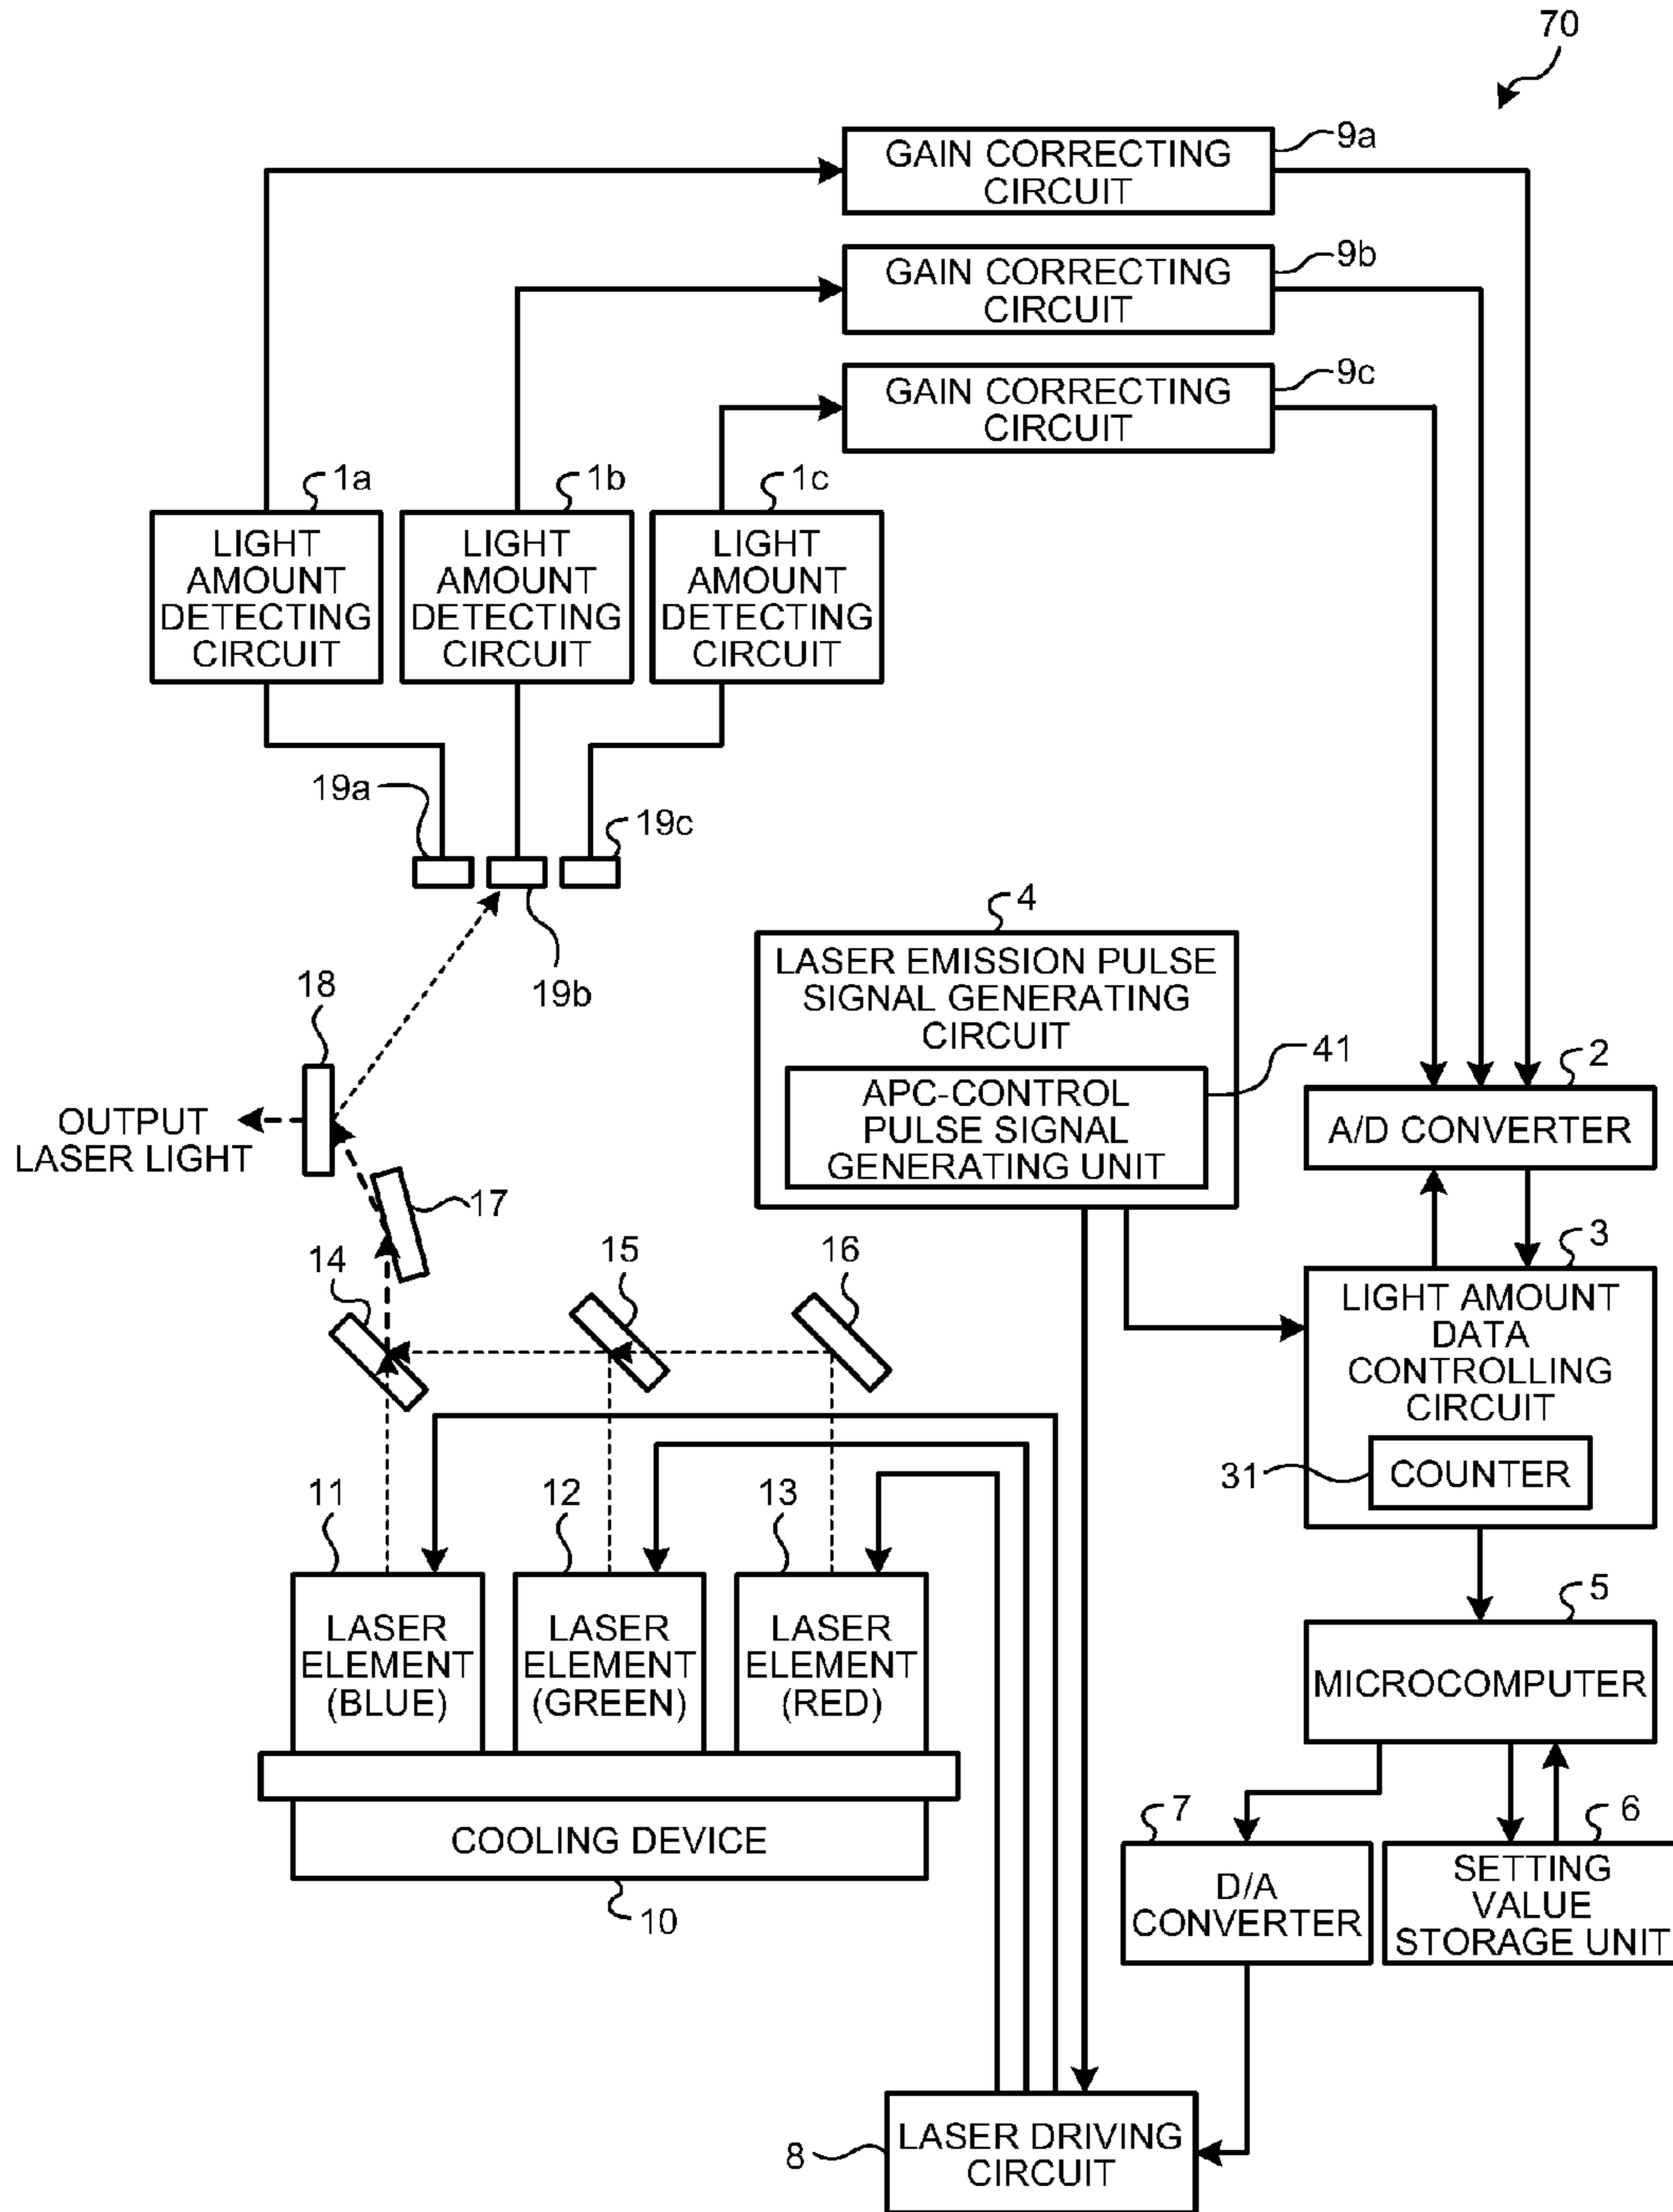 70
GAIN CORRECTING
CIRCUIT
9a
GAIN CORRECTING
CIRCUIT
9b
GAIN CORRECTING
CIRCUIT
9c
1a
1b
1c
LIGHT
AMOUNT
DETECTING
CIRCUIT
LIGHT
AMOUNT
DETECTING
CIRCUIT
LIGHT
AMOUNT
DETECTING
CIRCUIT
19a
19c
19b
4
LASER EMISSION PULSE
SIGNAL GENERATING
CIRCUIT
41
APC-CONTROL
PULSE SIGNAL
GENERATING UNIT
18
OUTPUT
LASER LIGHT
17
2
A/D CONVERTER
14
15
16
3
LIGHT AMOUNT
DATA
CONTROLLING
CIRCUIT
31
COUNTER
11
12
13
LASER
ELEMENT
(BLUE)
LASER
ELEMENT
(GREEN)
LASER
ELEMENT
(RED)
5
MICROCOMPUTER
COOLING DEVICE
10
7
D/A
CONVERTER
6
SETTING
VALUE
STORAGE UNIT
8
LASER DRIVING
CIRCUIT